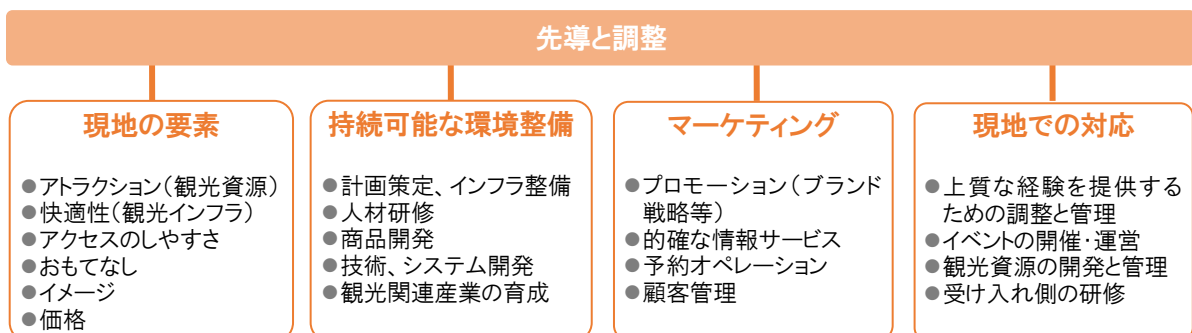 先導と調整
現地の要素
●アトラクション（観光資源）
●快適性（観光インフラ）
●アクセスのしやすさ
●おもてなし
●イメージ
●価格
持続可能な環境整備
●計画策定、インフラ整備
●人材研修
●商品開発
●技術、システム開発
●観光関連産業の育成
マーケティング
●プロモーション（ブランド
戦略等）
●的確な情報サービス
●予約オペレーション
●顧客管理
現地での対応
●上質な経験を提供する
ための調整と管理
●イベントの開催・運営
●観光資源の開発と管理
●受け入れ側の研修